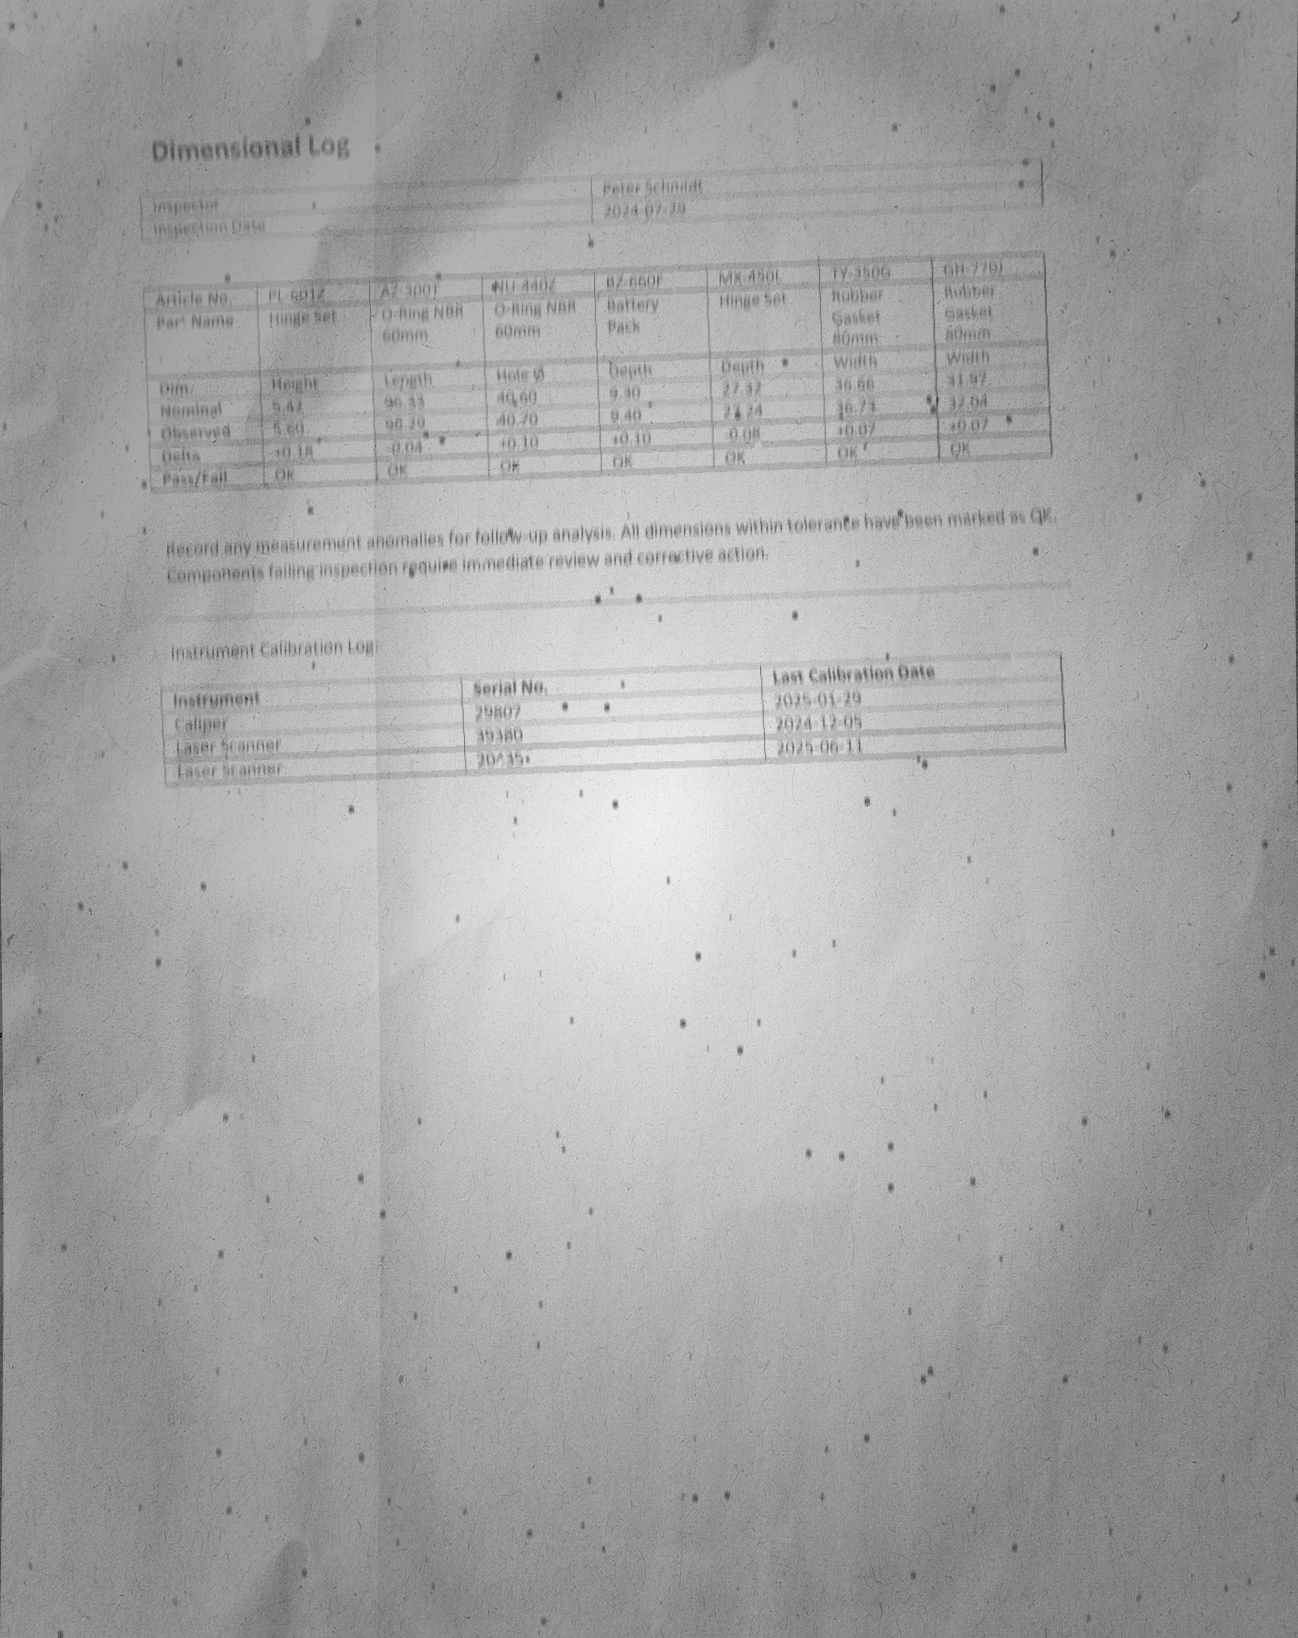 Dimensional Log
Inspector Peter Schmidt
Inspection Date 2024-07-29
Article No. PL-601Z AZ-300T NU-440Z BZ-660F MX-450L TY-350G GH-770J
Part Name Hinge Set O-Ring NBR O-Ring NBR Battery Hinge Set Rubber Rubber
60mm 60mm Pack Gasket Gasket
80mm 80mm
Dim. Height Length Hole Ø Depth Depth Width Width
Nominal 5.42 96.33 40.60 9.30 27.32 36.66 31.97
Observed 5.60 96.29 40.70 9.40 27.24 36.73 32.04
Delta +0.18 -0.04 +0.10 +0.10 -0.08 +0.07 +0.07
Pass/Fail OK OK OK OK OK OK OK
Record any measurement anomalies for follow-up analysis. All dimensions within tolerance have been marked as OK.
Components failing inspection require immediate review and corrective action.
Instrument Calibration Log:
Instrument Serial No. Last Calibration Date
Caliper 29807 2025-01-29
Laser Scanner 39380 2024-12-05
Laser Scanner 2025-06-11